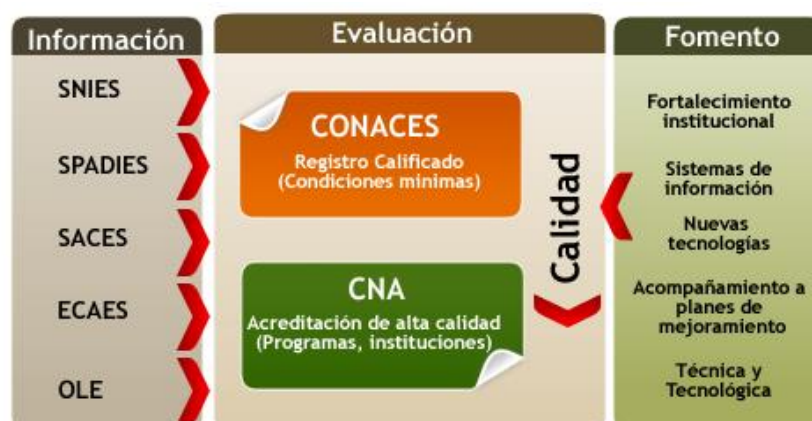 Información
SNIES
SPADIES
SACES
ECAES
OLE
Evaluación
CONACES
Registro Calificado
(Condiciones minimas)
CNA
Acreditación de alta calidad
(Programas, instituciones)
Calidad
Fomento
Fortalecimiento
institucional
Sistemas de
información
Nuevas
tecnologías
Acompañamiento a
planes de
mejoramiento
Técnica y
Tecnológica